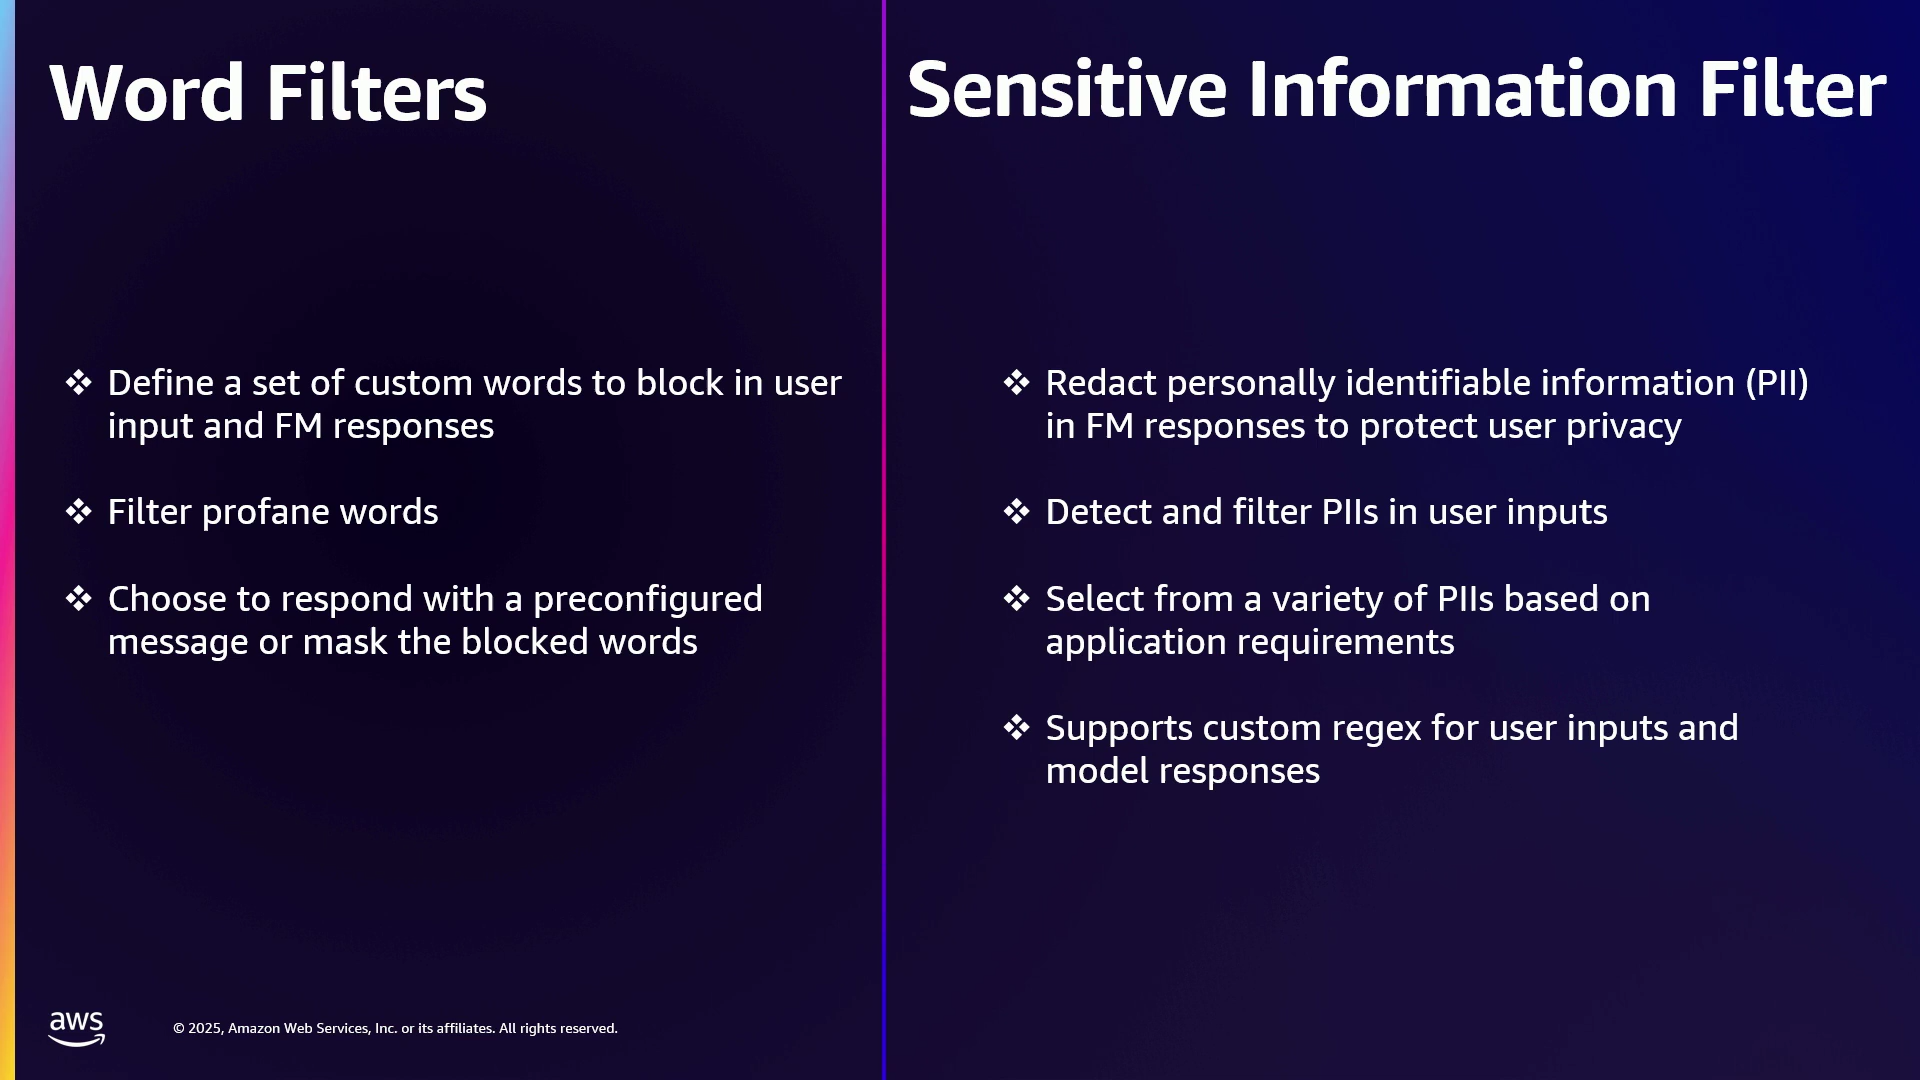 Word Filters
❖ Define a set of custom words to block in user
input and FM responses
❖ Filter profane words
❖ Choose to respond with a preconfigured
message or mask the blocked words
Sensitive Information Filter
❖ Redact personally identifiable information (PII)
in FM responses to protect user privacy
❖ Detect and filter PIIs in user inputs
❖ Select from a variety of PIIs based on
application requirements
❖ Supports custom regex for user inputs and
model responses
aws
© 2025, Amazon Web Services, Inc. or its affiliates. All rights reserved.